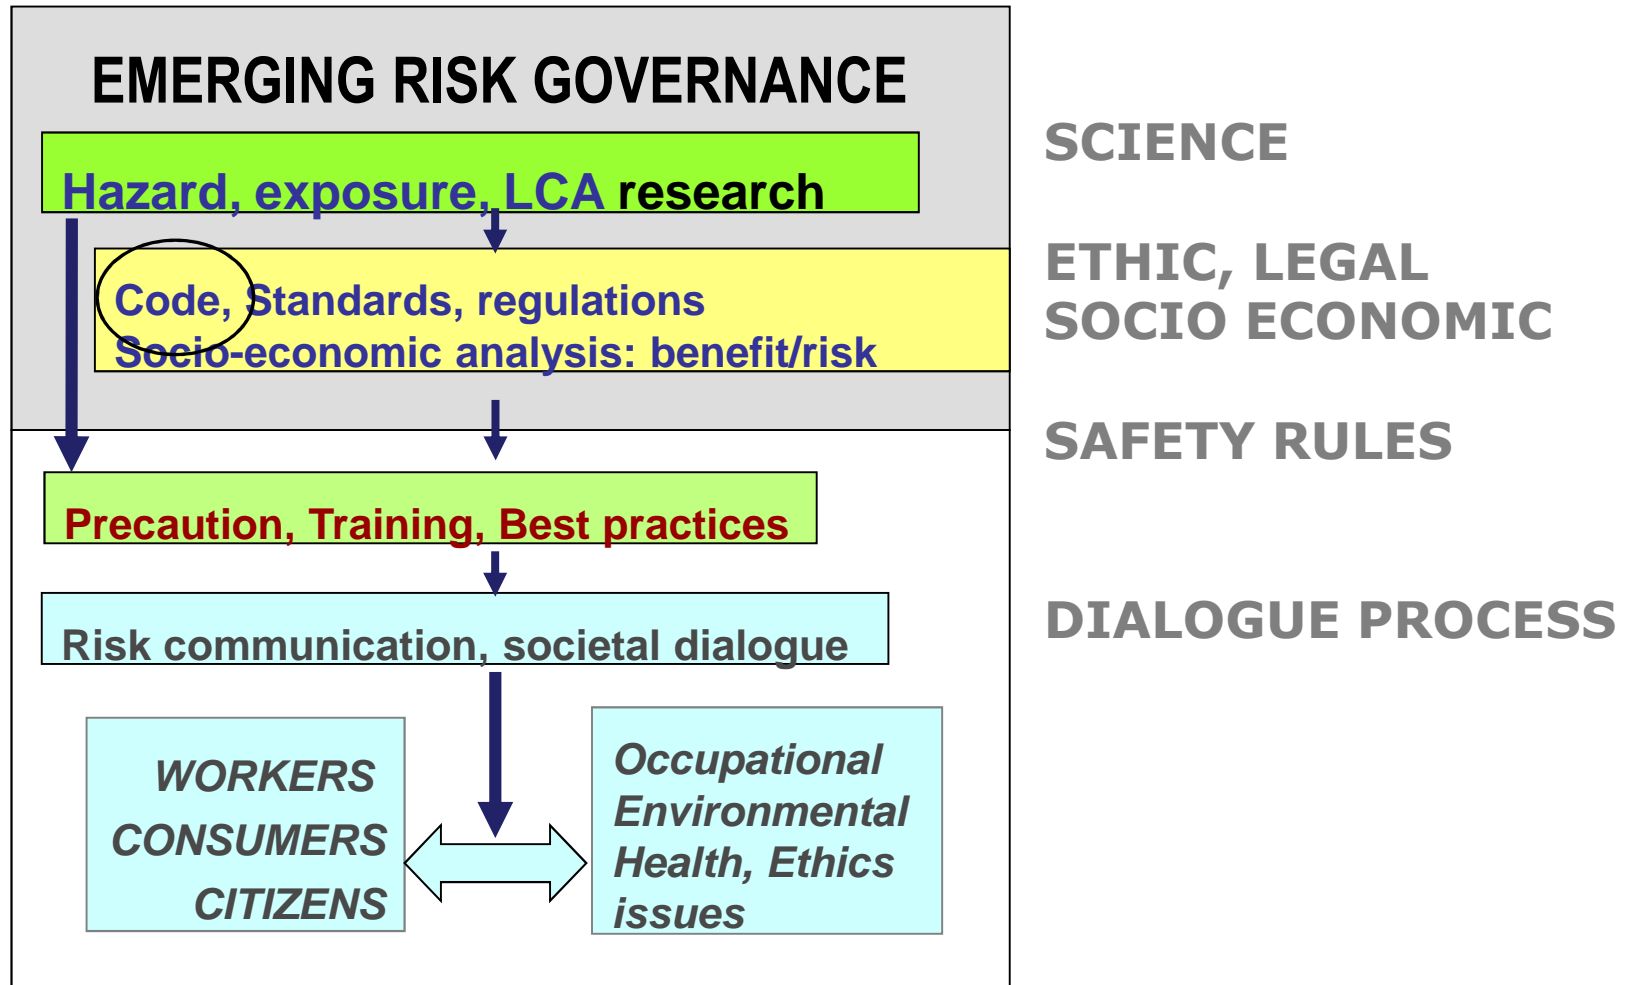 EMERGING RISK GOVERNANCE
SCIENCE
Hazard, exposure, LCA research
ETHIC, LEGAL
SOCIO ECONOMIC
Code, Standards, regulations
Socio-economic analysis: benefit/risk
SAFETY RULES
Precaution, Training, Best practices
DIALOGUE PROCESS
Risk communication, societal dialogue
WORKERS
CONSUMERS
CITIZENS
Occupational
Environmental
Health, Ethics
issues